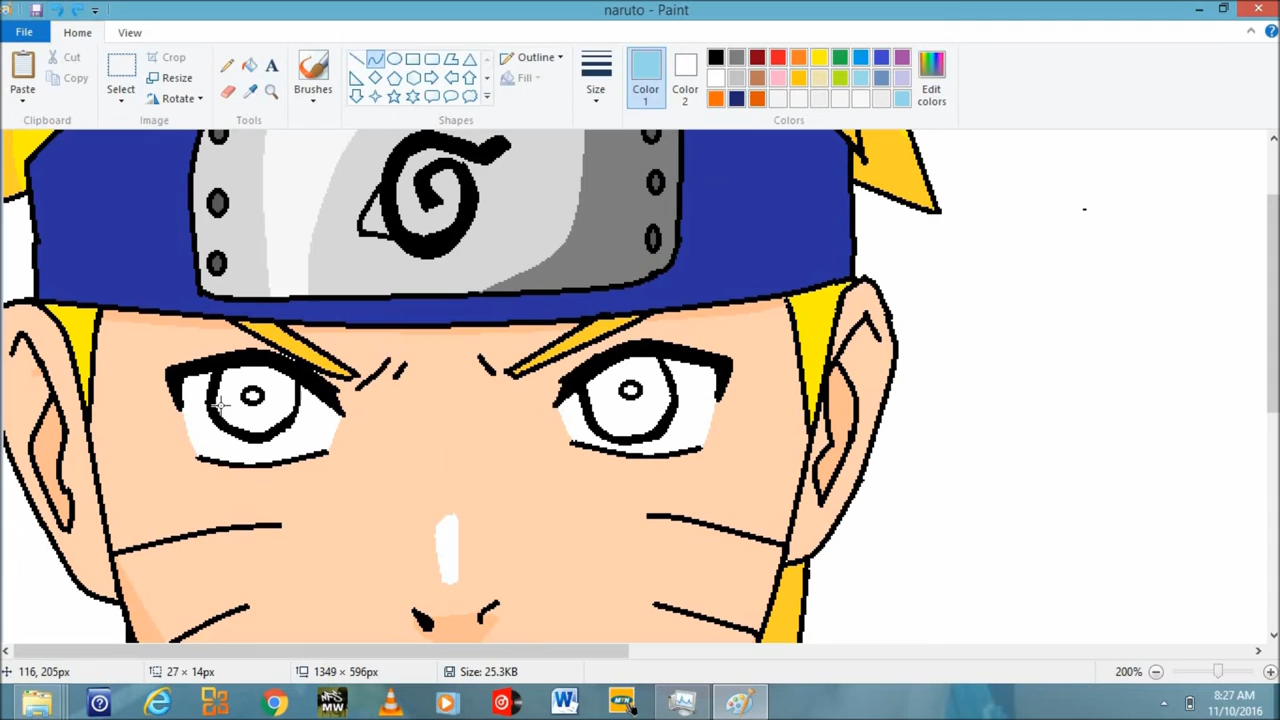 naruto - Paint
File Home View
Paste Cut Copy Clipboard
Select Crop Resize Rotate Image
A Tools
Brushes
Outline Fill Shapes
Size
Color 1 Color 2 Edit colors Colors
116, 205px 27 × 14px 1349 × 596px Size: 25.3KB 200%
MW W MTN 8:27 AM
11/10/2016